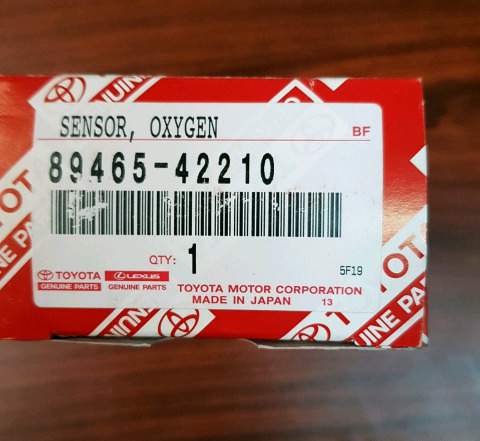 SENSOR, OXYGEN
BF
89465-42210
QTY: 1
5F19
TOYOTA LEXUS
GENUINE PARTS GENUINE PARTS
TOYOTA MOTOR CORPORATION
MADE IN JAPAN 13